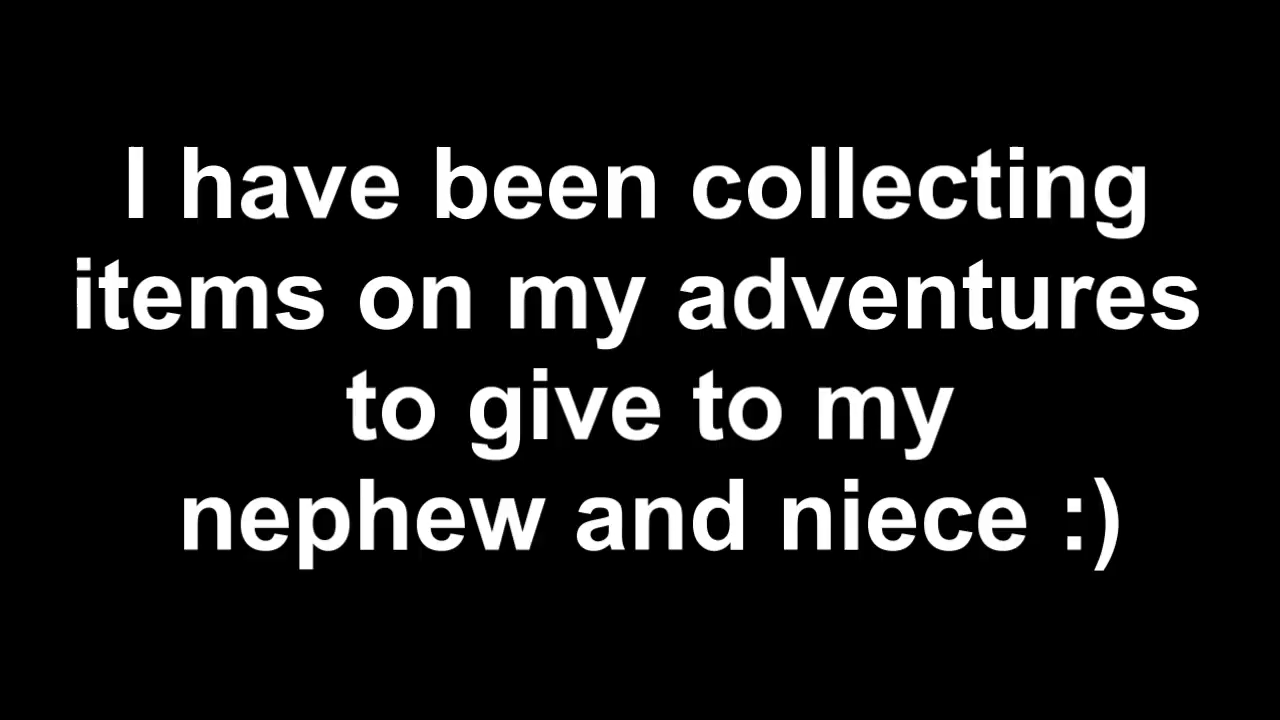 I have been collecting
items on my adventures
to give to my
nephew and niece :)